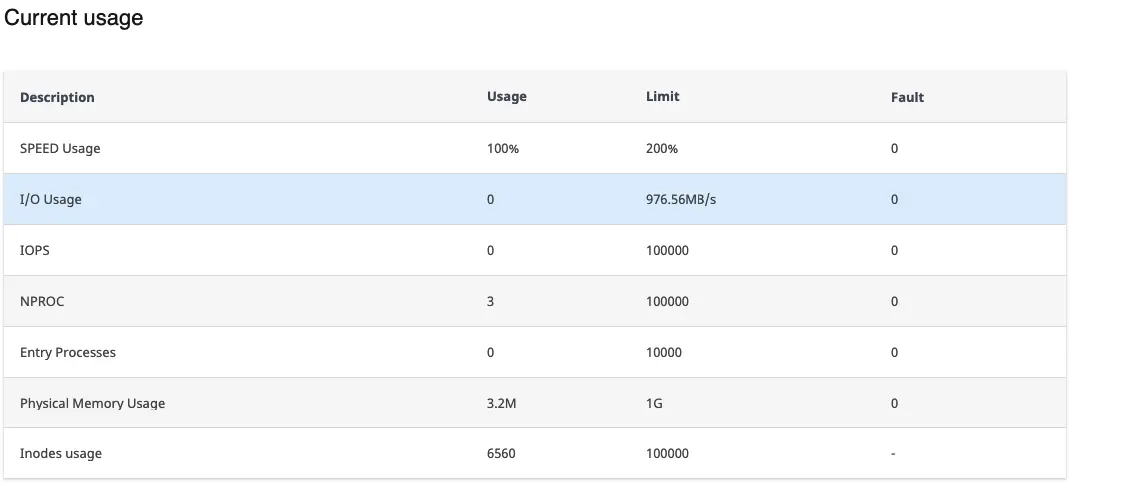 Current usage
Description Usage Limit Fault
SPEED Usage 100% 200% 0
I/O Usage 0 976.56MB/s 0
IOPS 0 100000 0
NPROC 3 100000 0
Entry Processes 0 10000 0
Physical Memory Usage 3.2M 1G 0
Inodes usage 6560 100000 -